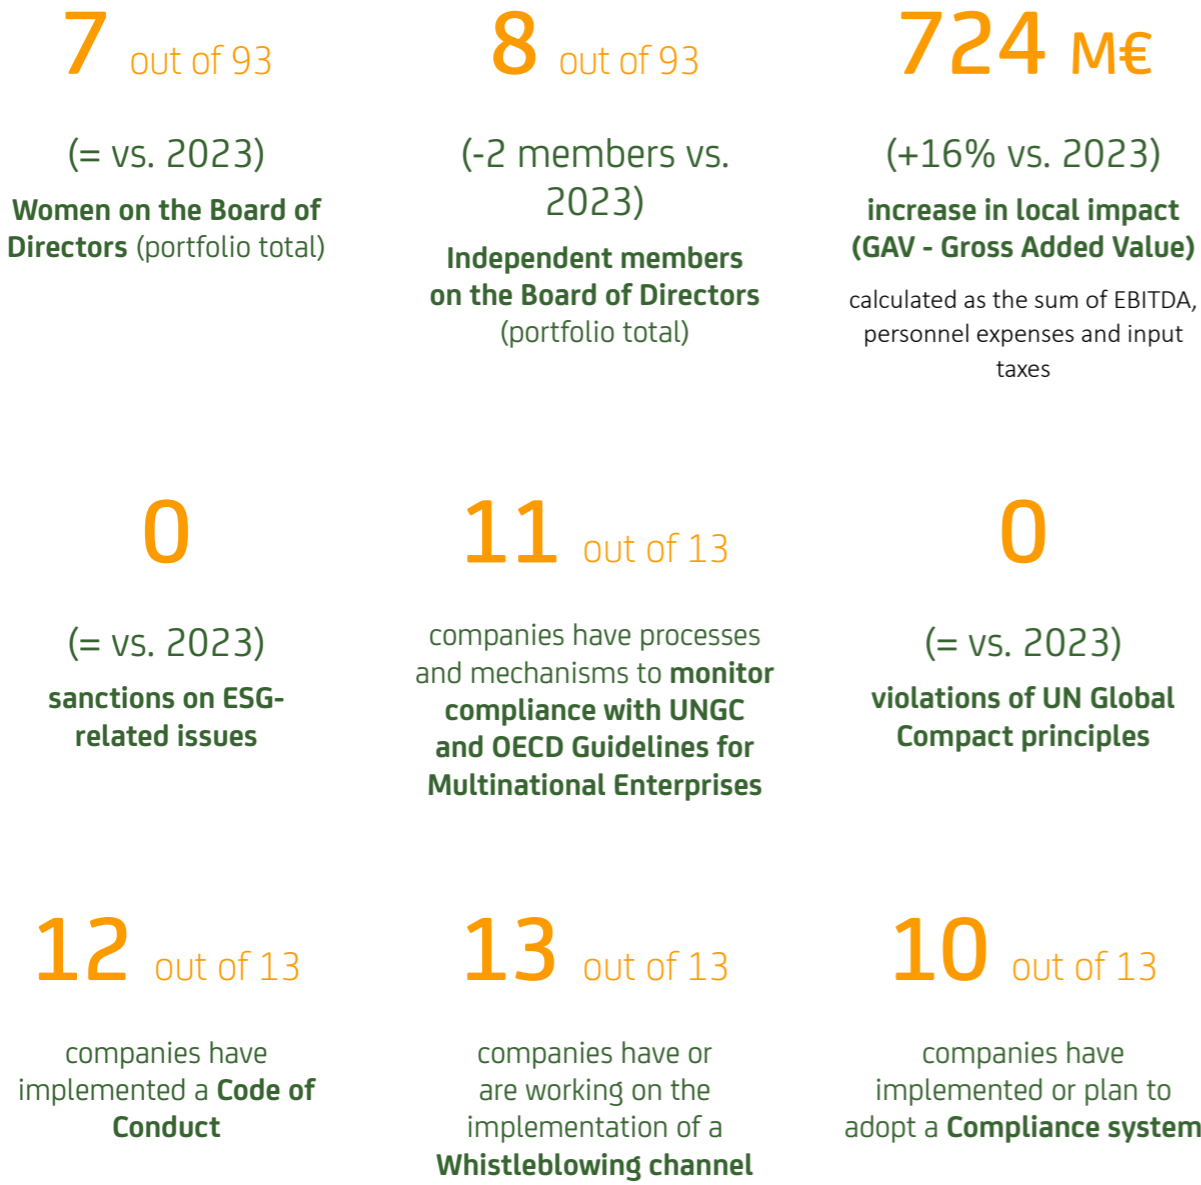 7 out of 93
(= vs. 2023)
Women on the Board of
Directors (portfolio total)
8 out of 93
(-2 members vs.
2023)
Independent members
on the Board of Directors
(portfolio total)
724 M€
(+16% vs. 2023)
increase in local impact
(GAV - Gross Added Value)
calculated as the sum of EBITDA,
personnel expenses and input
taxes
0
(= vs. 2023)
sanctions on ESG-
related issues
11 out of 13
companies have processes
and mechanisms to monitor
compliance with UNGC
and OECD Guidelines for
Multinational Enterprises
0
(= vs. 2023)
violations of UN Global
Compact principles
12 out of 13
companies have
implemented a Code of
Conduct
13 out of 13
companies have or
are working on the
implementation of a
Whistleblowing channel
10 out of 13
companies have
implemented or plan to
adopt a Compliance system